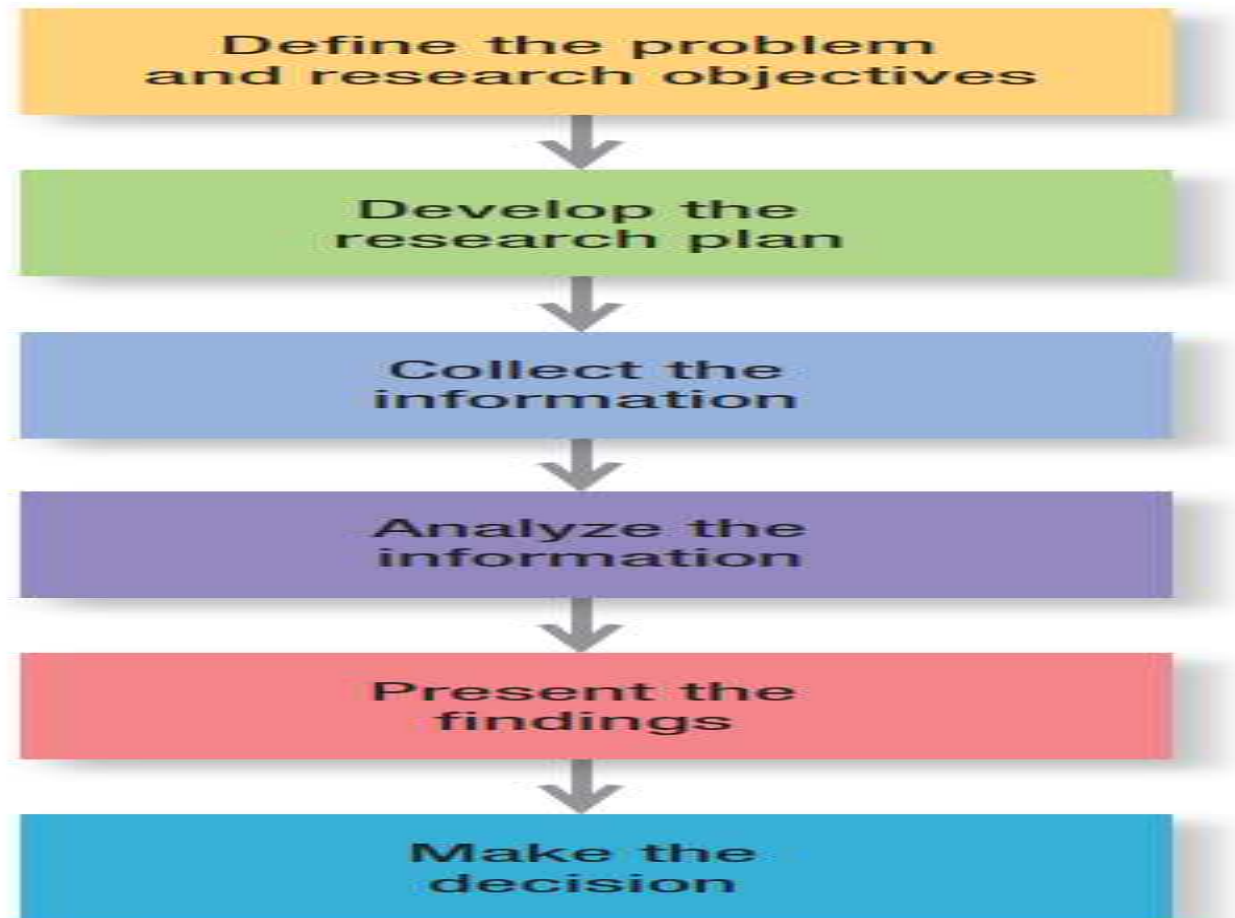 Define the problem
and research objectives
Develop the
research plan
Collect the
information
Analyze the
information
Present the
findings
Make the
decision